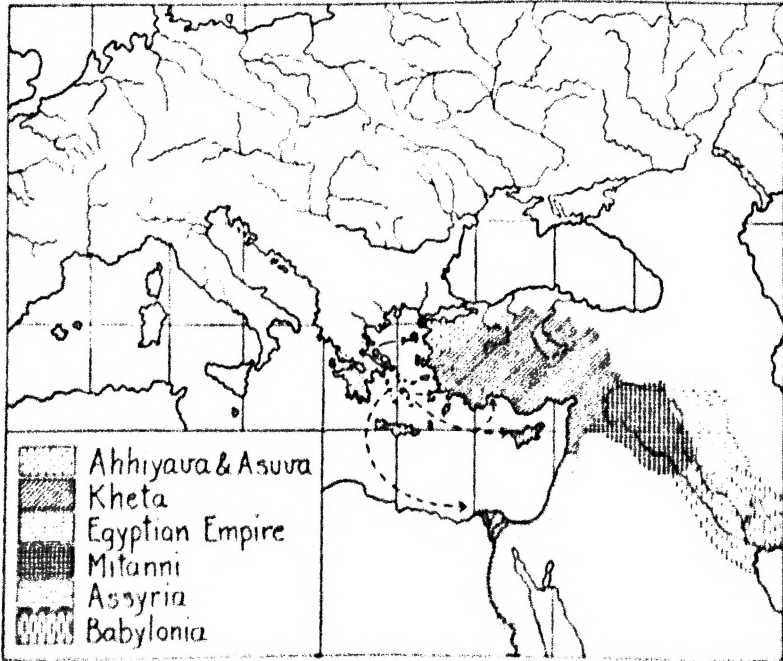 Ahhiyava & Asuva
Kheta
Egyptian Empire
Mitanni
Assyria
Babylonia